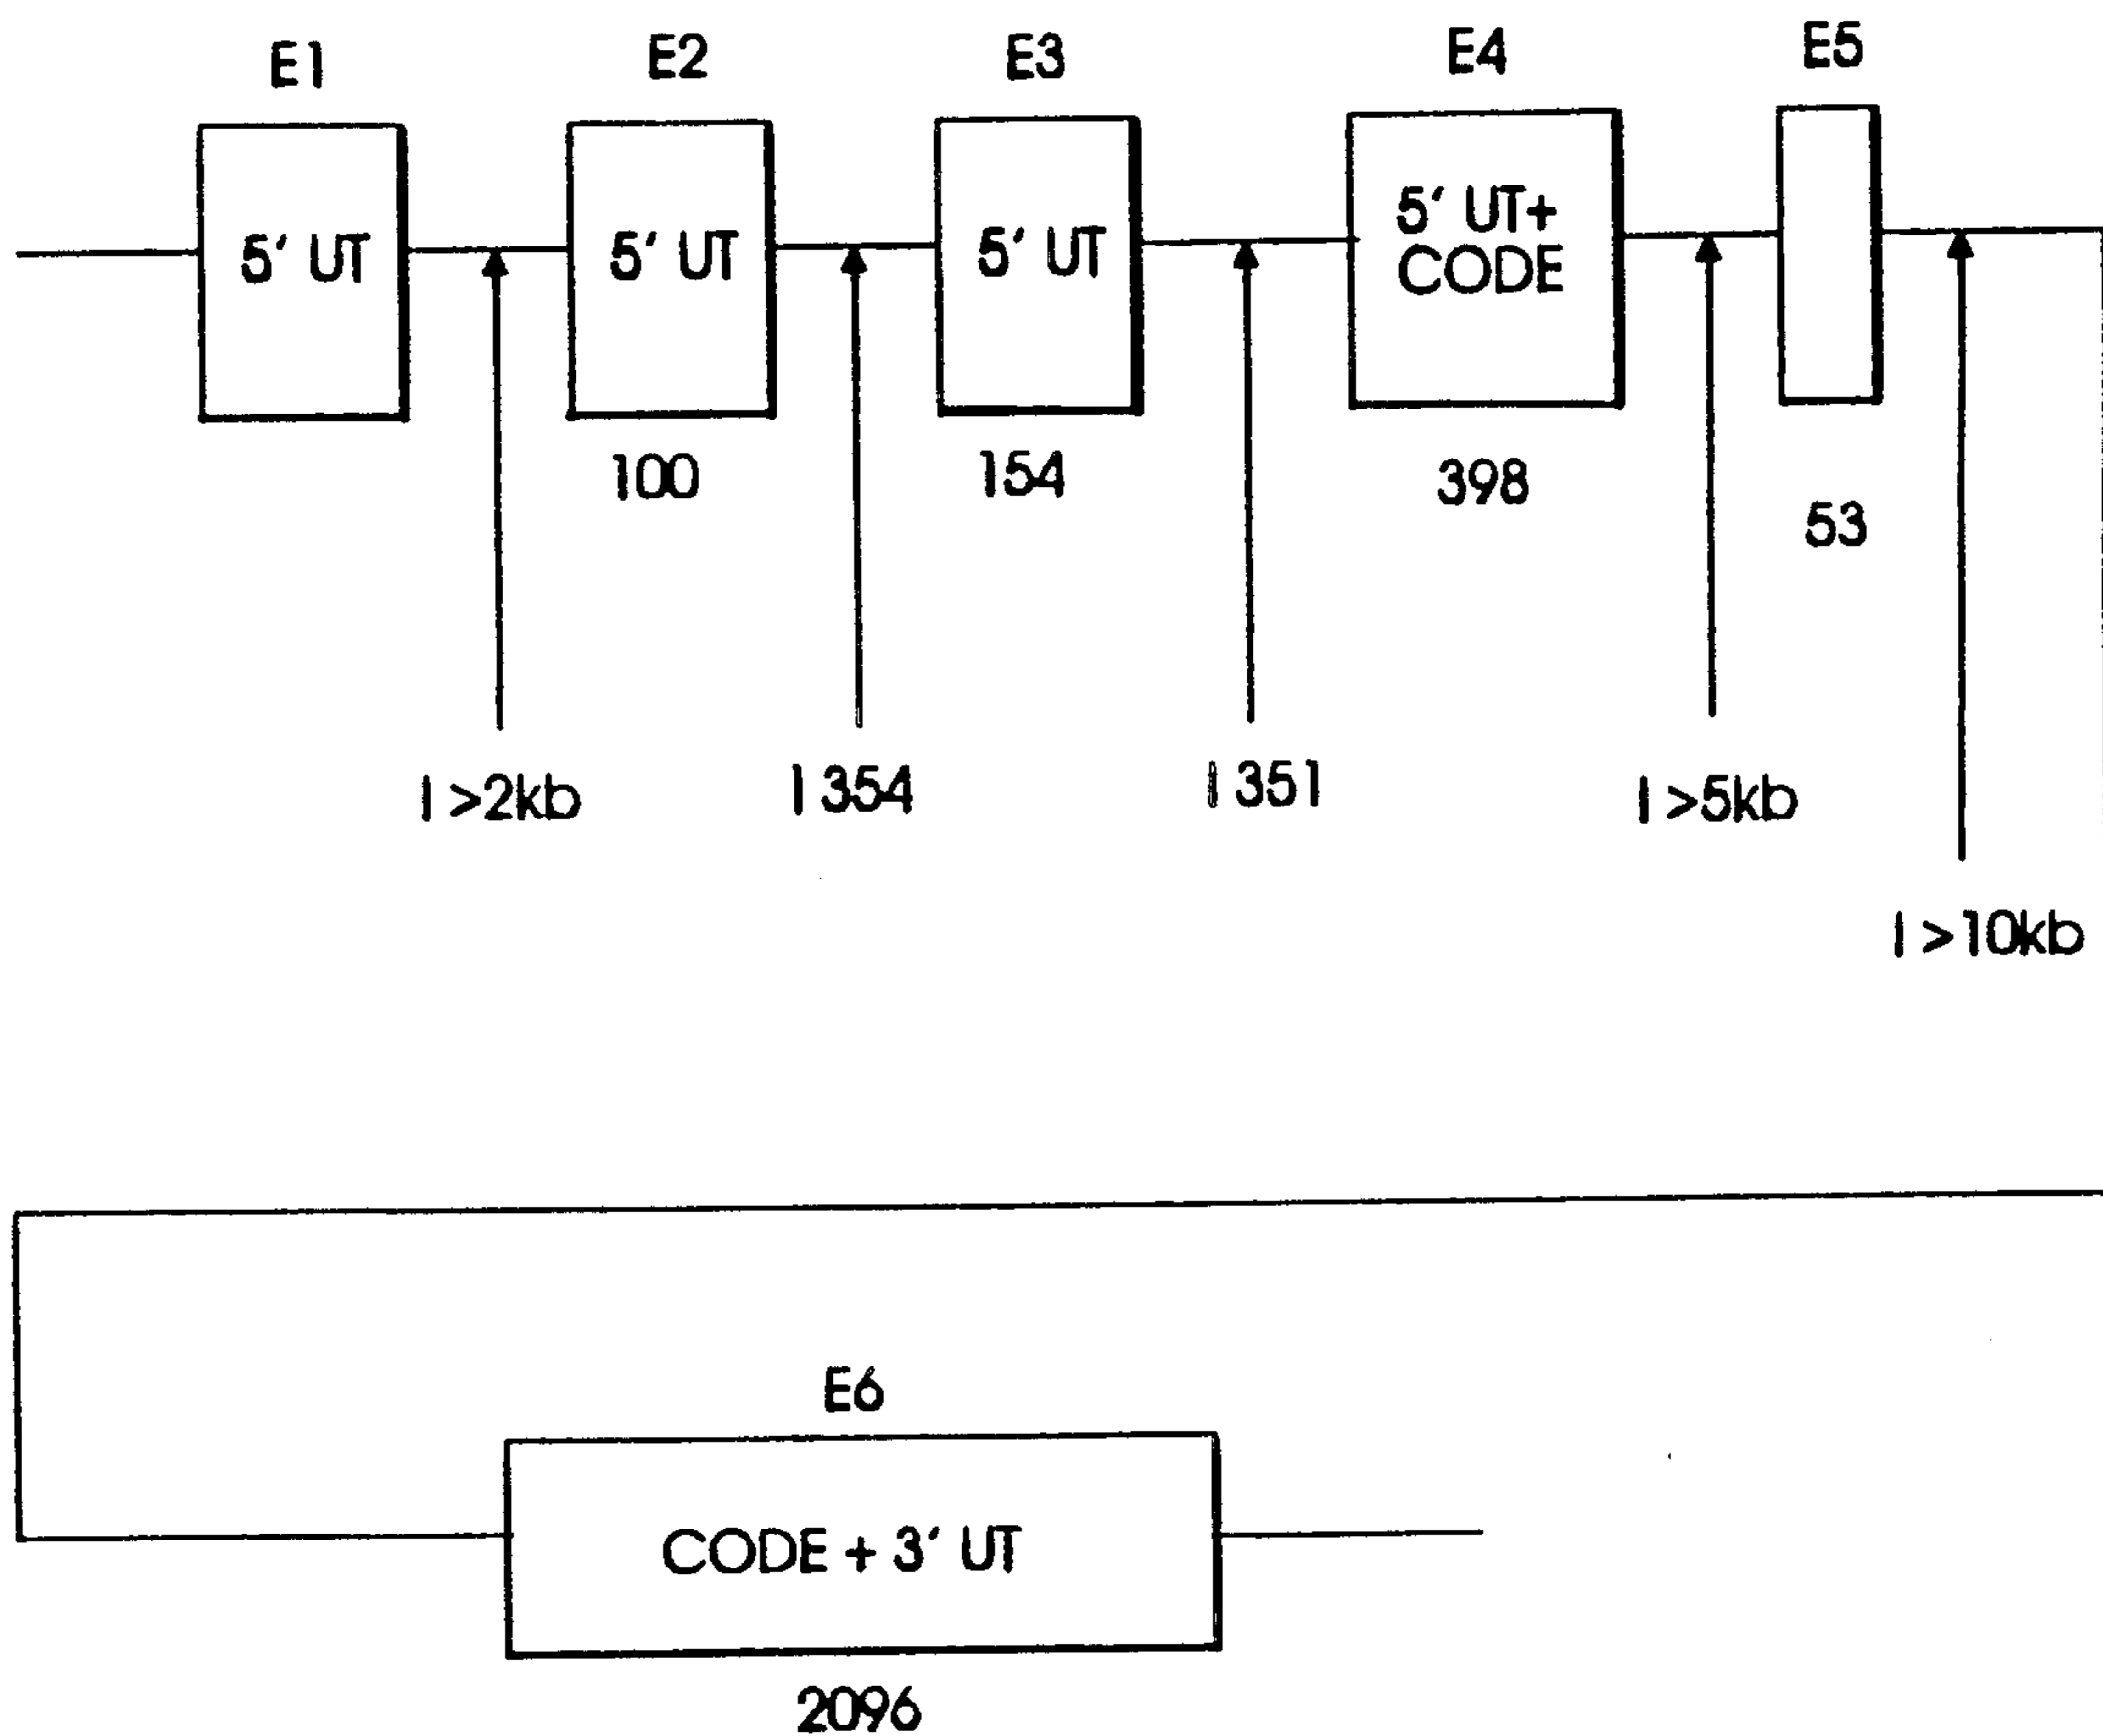 E1 E2 E3 E4 E5
5' UT 5' UT 5' UT 5' UT+
CODE
100 154 398 53
I >2kb I 354 I 351 I >5kb
I >10kb
E6
CODE + 3' UT
2096